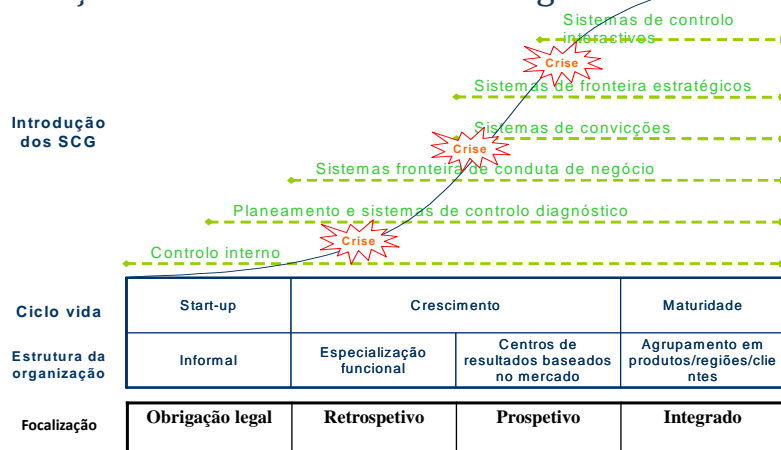 Sistemas de controlo
interactivos
Crise
Sistemas de fronteira estratégicos
Introdução
dos SCG
Sistemas de convicções
Crise
Sistemas fronteira de conduta de negócio
Planeamento e sistemas de controlo diagnóstico
Crise
Controlo interno
Ciclo vida
Start-up
Crescimento
Maturidade
Estrutura da
organização
Informal
Especialização
funcional
Centros de
resultados baseados
no mercado
Agrupamento em
produtos/regiões/clie
ntes
Focalização
Obrigação legal
Retrospetivo
Prospetivo
Integrado